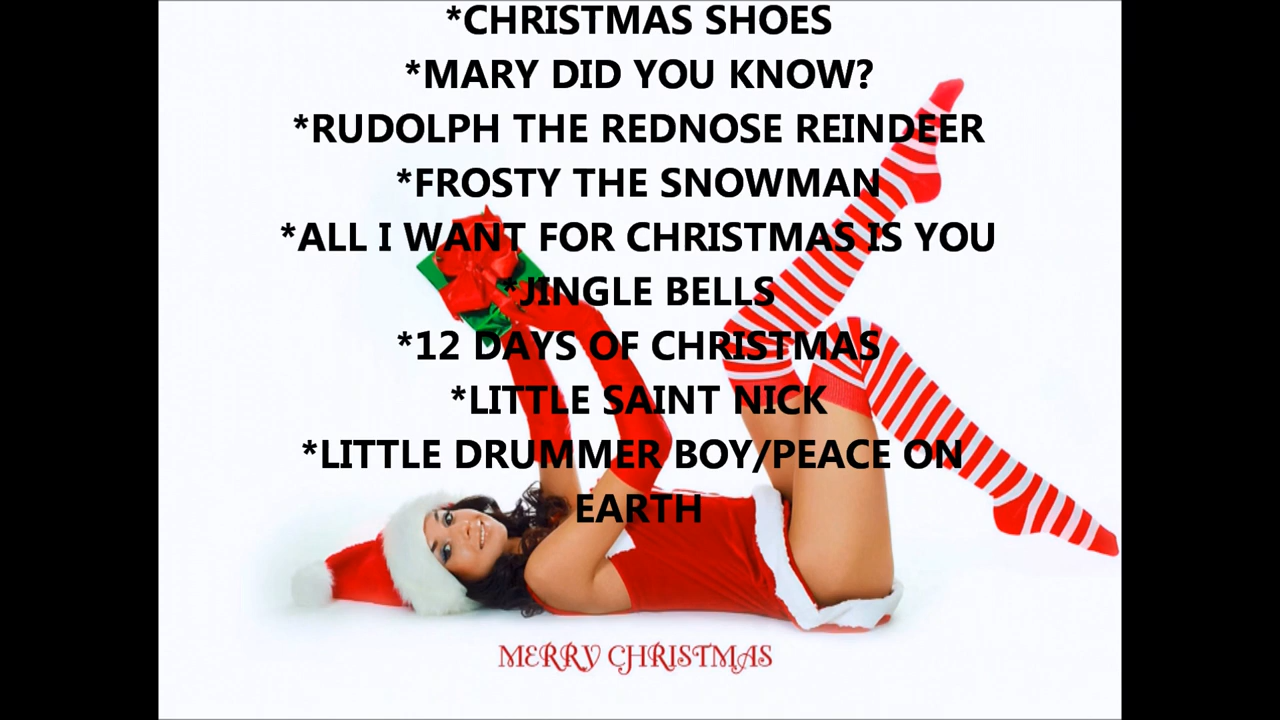 *CHRISTMAS SHOES
*MARY DID YOU KNOW?
*RUDOLPH THE REDNOSE REINDEER
*FROSTY THE SNOWMAN
*ALL I WANT FOR CHRISTMAS IS YOU
*JINGLE BELLS
*12 DAYS OF CHRISTMAS
*LITTLE SAINT NICK
*LITTLE DRUMMER BOY/PEACE ON
EARTH
MERRY CHRISTMAS